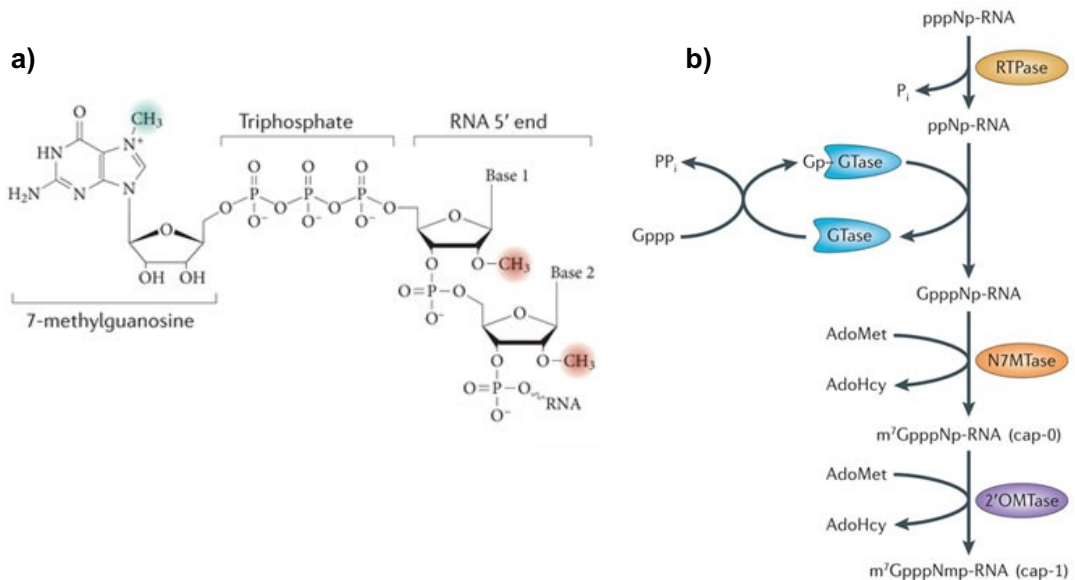 a)
O
CH₃
N⁺
HN
H₂N
N
N
O
OH
OH
7-methylguanosine
Triphosphate
O
O
O
O
P
O
P
O
P
O
O⁻
O⁻
O⁻
RNA 5′ end
Base 1
O
O
O–CH₃
O=P–O
O⁻
Base 2
O
O
O–CH₃
O=P–O
RNA
O⁻
b)
pppNp-RNA
RTPase
Pᵢ
ppNp-RNA
PPᵢ
Gp–GTase
Gppp
GTase
GpppNp-RNA
AdoMet
N7MTase
AdoHcy
m⁷GpppNp-RNA (cap-0)
AdoMet
2′OMTase
AdoHcy
m⁷GpppNmp-RNA (cap-1)